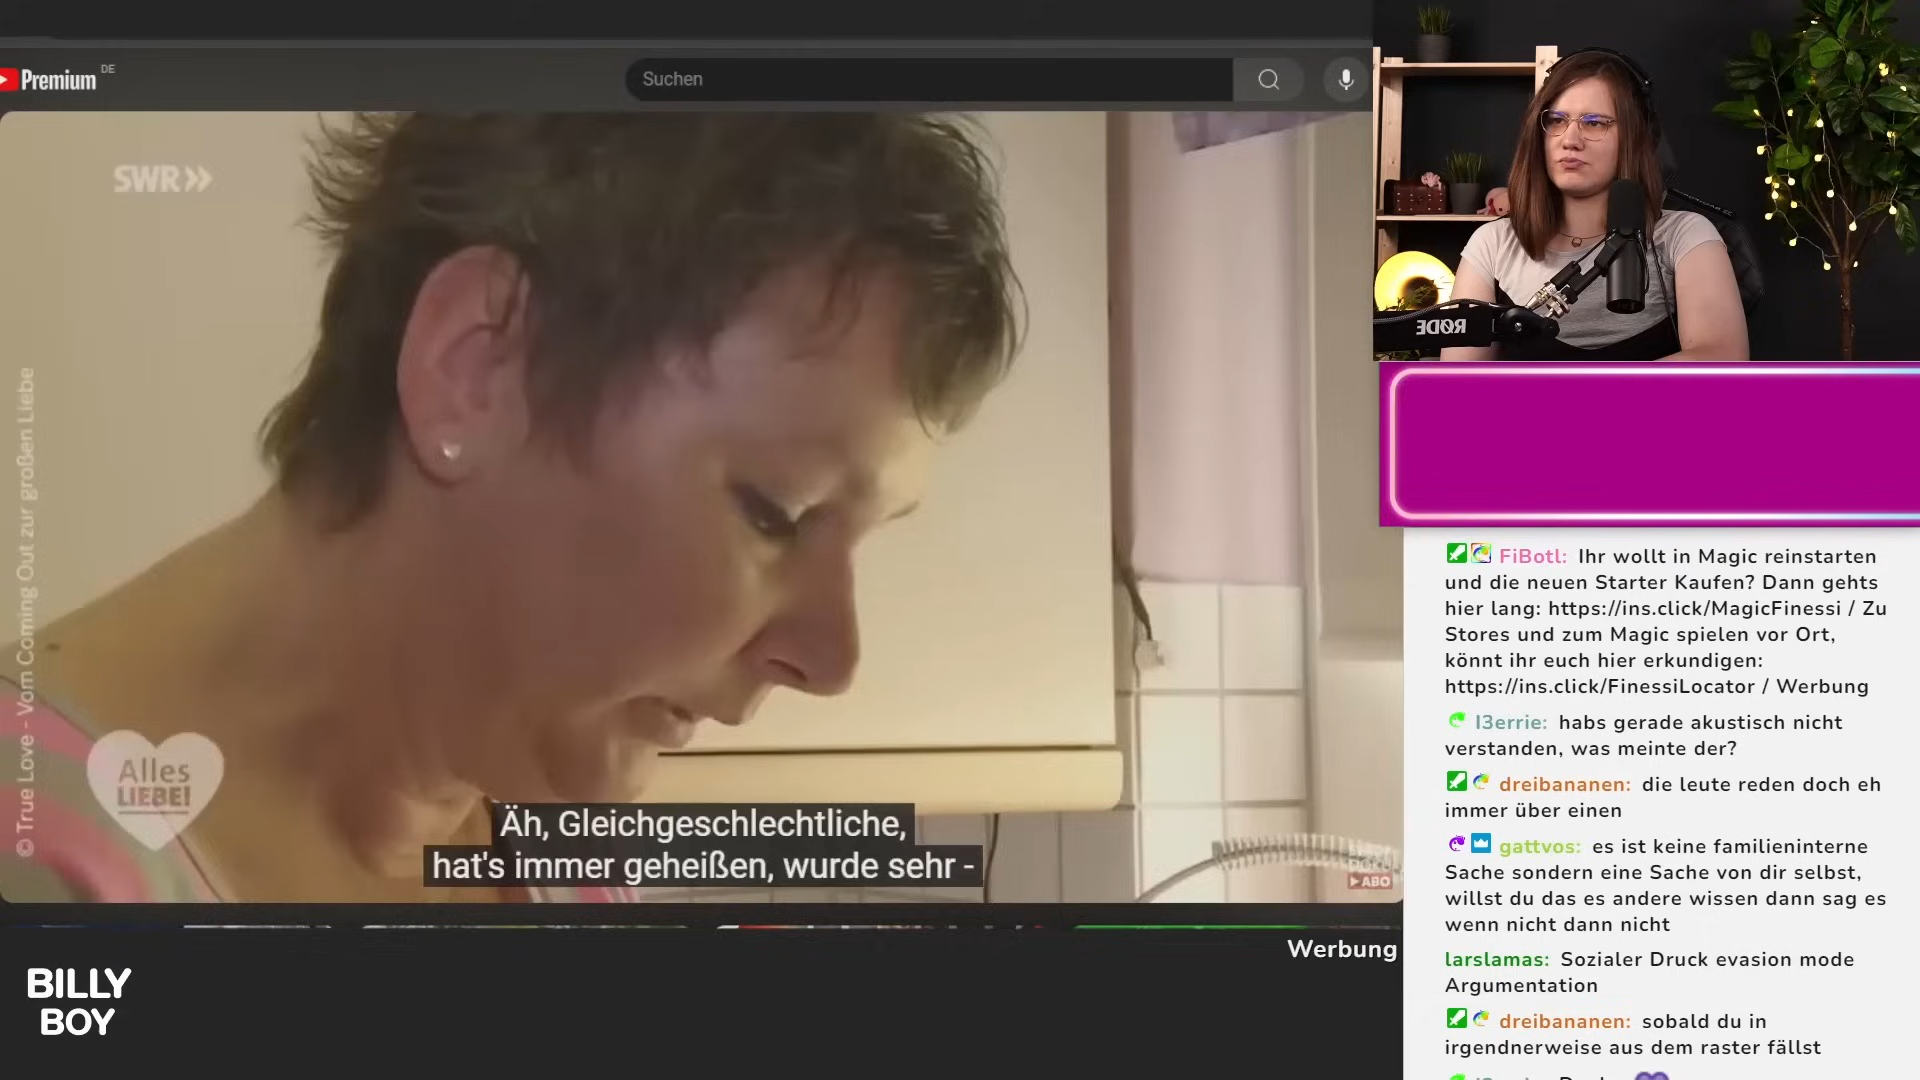 Premium DE
Suchen
SWR
© True Love - Vom Coming Out zur großen Liebe
Alles
LIEBE!
Äh, Gleichgeschlechtliche,
hat's immer geheißen, wurde sehr -
ABO
Werbung
BILLY
BOY
RØDE
FiBotl: Ihr wollt in Magic reinstarten
und die neuen Starter Kaufen? Dann gehts
hier lang: https://ins.click/MagicFinessi / Zu
Stores und zum Magic spielen vor Ort,
könnt ihr euch hier erkundigen:
https://ins.click/FinessiLocator / Werbung
l3errie: habs gerade akustisch nicht
verstanden, was meinte der?
dreibananen: die leute reden doch eh
immer über einen
gattvos: es ist keine familieninterne
Sache sondern eine Sache von dir selbst,
willst du das es andere wissen dann sag es
wenn nicht dann nicht
larslamas: Sozialer Druck evasion mode
Argumentation
dreibananen: sobald du in
irgendnerweise aus dem raster fällst